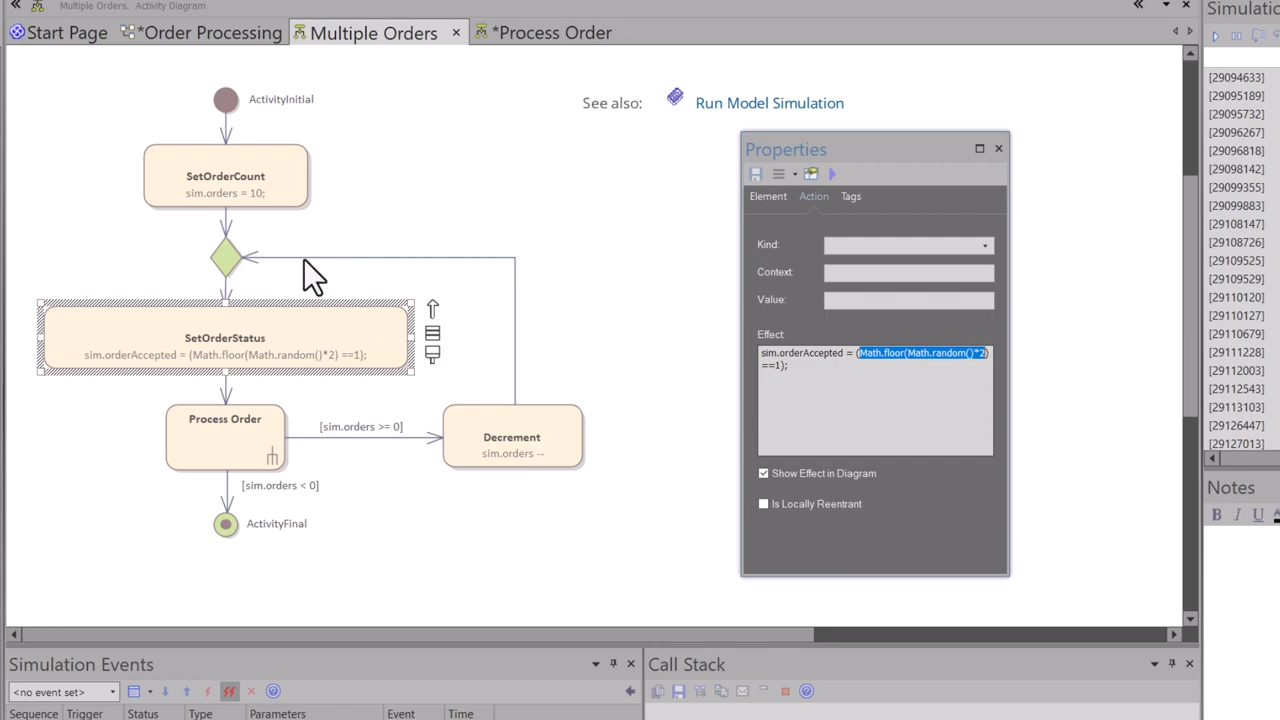 Multiple Orders. Activity Diagram
Start Page
*Order Processing
Multiple Orders
*Process Order
ActivityInitial
SetOrderCount
sim.orders = 10;
SetOrderStatus
sim.orderAccepted = (Math.floor(Math.random()*2) ==1);
Process Order
[sim.orders >= 0]
Decrement
sim.orders --
[sim.orders < 0]
ActivityFinal
See also:
Run Model Simulation
Properties
Element
Action
Tags
Kind:
Context:
Value:
Effect:
sim.orderAccepted = (Math.floor(Math.random()*2)
==1);
Show Effect in Diagram
Is Locally Reentrant
Simulatio
[29094633]
[29095189]
[29095732]
[29096267]
[29096818]
[29098142]
[29099355]
[29099883]
[29108147]
[29108726]
[29109525]
[29109529]
[29110120]
[29110127]
[29110679]
[29111228]
[29112003]
[29112543]
[29113103]
[29126447]
[29127013]
Notes
B I U A
Simulation Events
<no event set>
Sequence
Trigger
Status
Type
Parameters
Event
Time
Call Stack